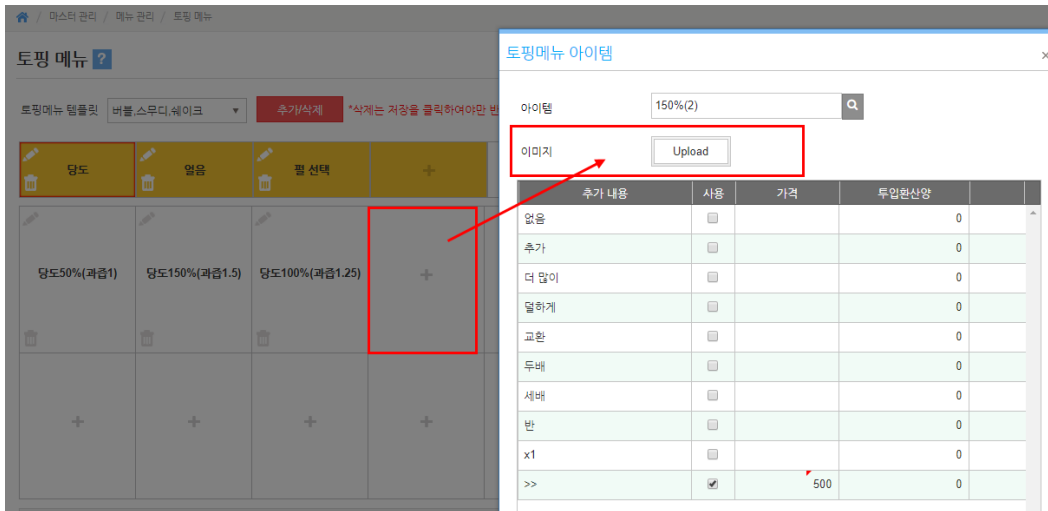 / 마스터 관리 / 메뉴 관리 / 토핑 메뉴
토핑 메뉴 ?
토핑메뉴 템플릿 버블,스무디,쉐이크 추가/삭제 *삭제는 저장을 클릭하여야만 반
당도 얼음 펄 선택 +
당도50%(과즙1) 당도150%(과즙1.5) 당도100%(과즙1.25) +
+ + + +
토핑메뉴 아이템 ×
아이템 150%(2)
이미지 Upload
추가 내용 사용 가격 투입환산양
없음 0
추가 0
더 많이 0
덜하게 0
교환 0
두배 0
세배 0
반 0
x1 0
>> 500 0